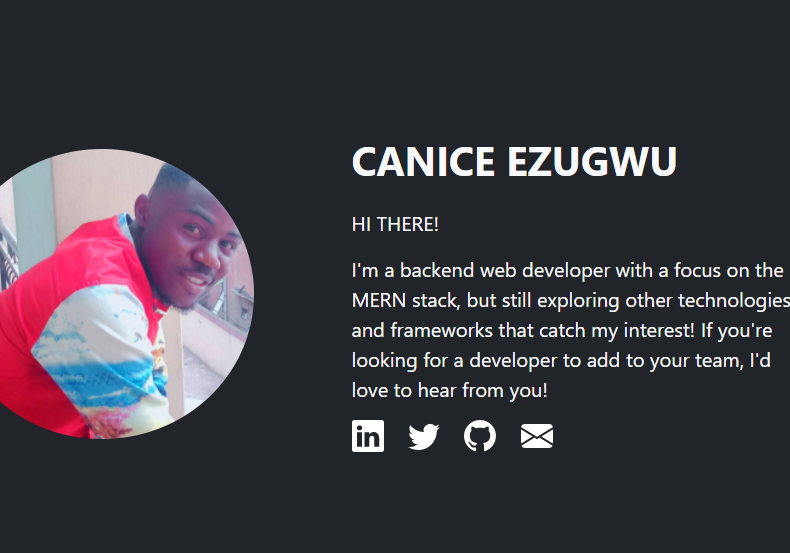 CANICE EZUGWU
HI THERE!
I'm a backend web developer with a focus on the
MERN stack, but still exploring other technologies
and frameworks that catch my interest! If you're
looking for a developer to add to your team, I'd
love to hear from you!
in